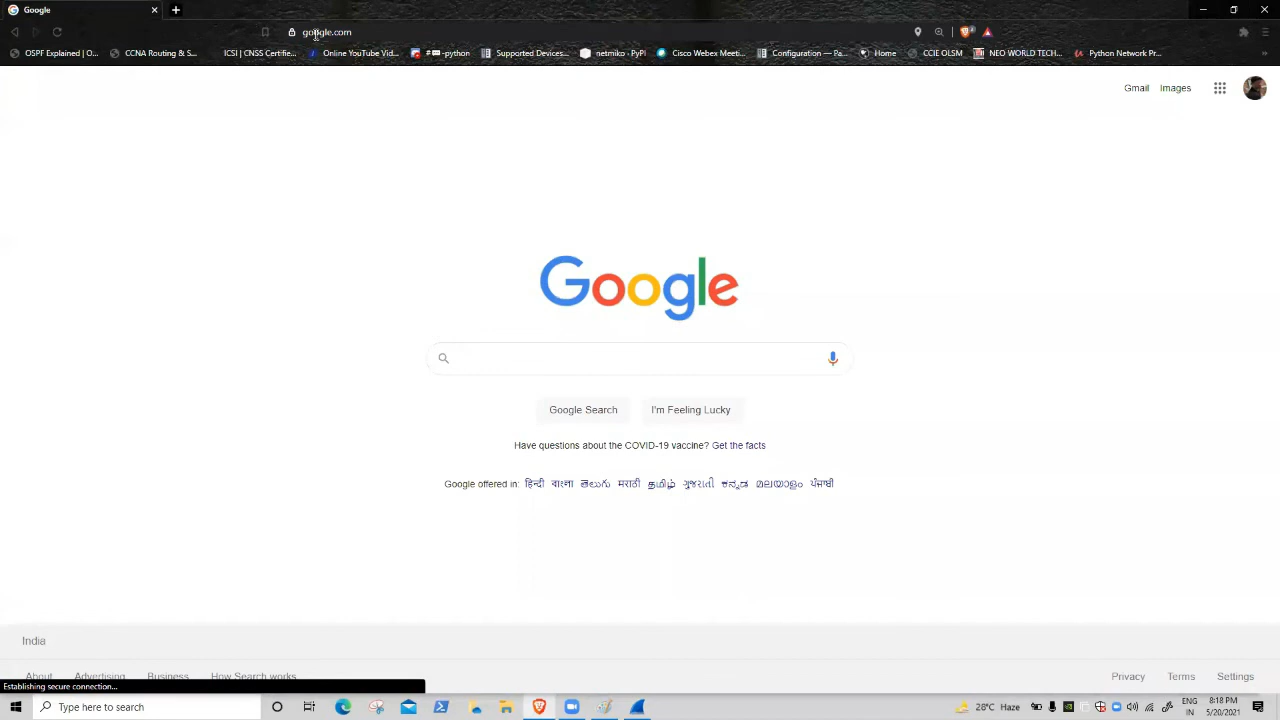 Google
google.com
OSPF Explained | O... CCNA Routing & S... ICSI | CNSS Certifie... Online YouTube Vid... #-python Supported Devices... netmiko · PyPI Cisco Webex Meet... Configuration — Pa... Home CCIE OLSM NEO WORLD TECH... Python Network Pr... »
Gmail Images
Google
Google Search I'm Feeling Lucky
Have questions about the COVID-19 vaccine? Get the facts
Google offered in: हिन्दी বাংলা తెలుగు मराठी தமிழ் ગુજરાતી ಕನ್ನಡ മലയാളം ਪੰਜਾਬੀ
India
About Advertising Business How Search works Privacy Terms Settings
Establishing secure connection...
Type here to search 28°C Haze ENG IN 8:18 PM 5/20/2021